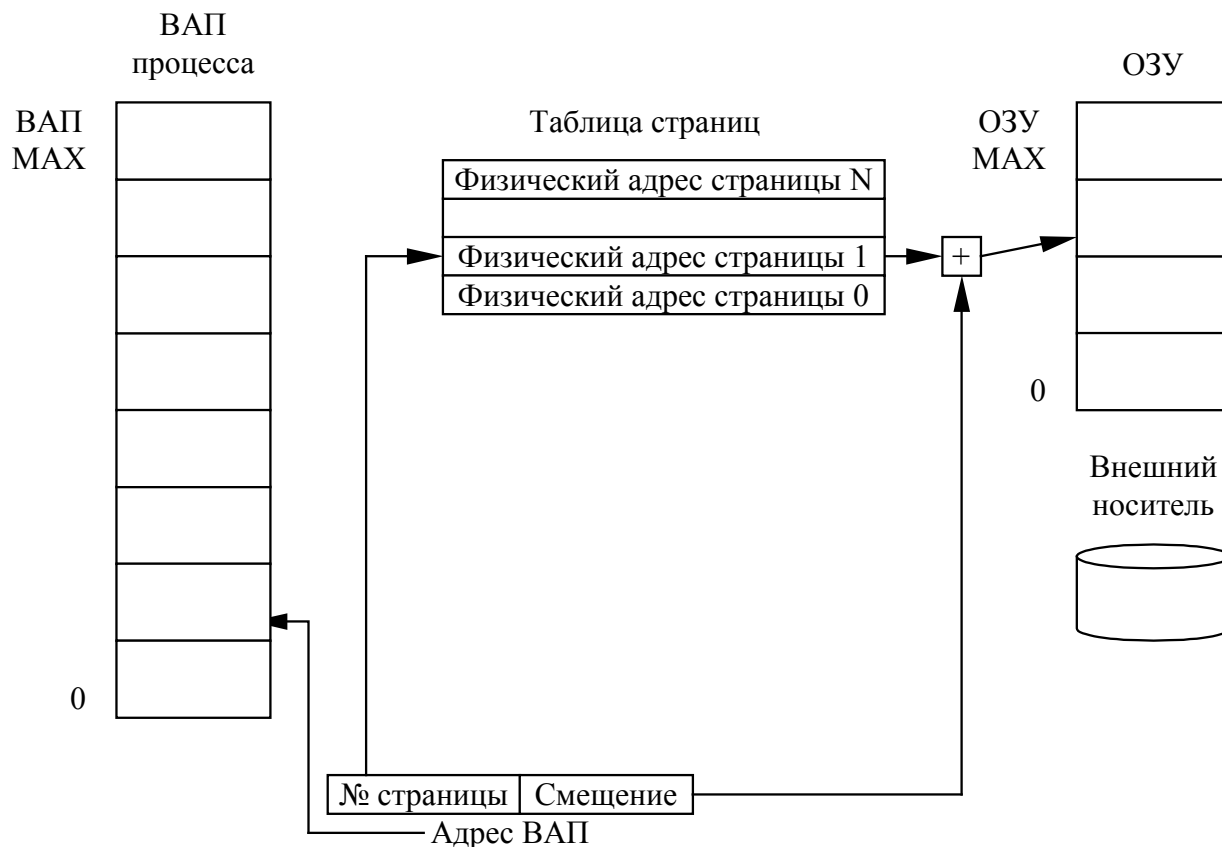 ВАП
процесса
ОЗУ
ВАП
MAX
Таблица страниц
ОЗУ
MAX
Физический адрес страницы N
Физический адрес страницы 1
+
Физический адрес страницы 0
0
Внешний
носитель
0
№ страницы
Смещение
Адрес ВАП